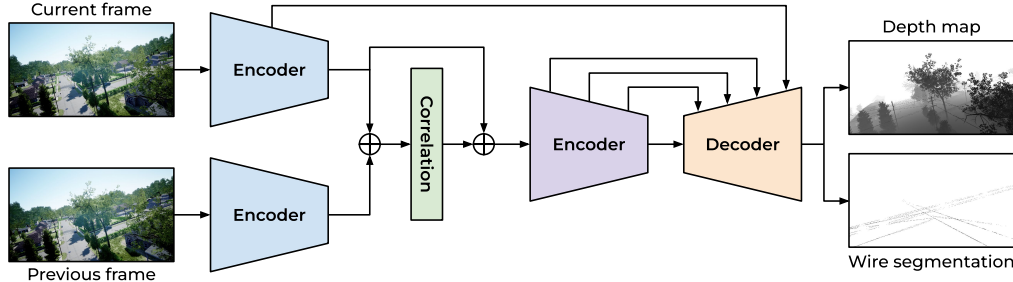 Current frame
Encoder
Correlation
Encoder
Previous frame
Encoder
Decoder
Depth map
Wire segmentation